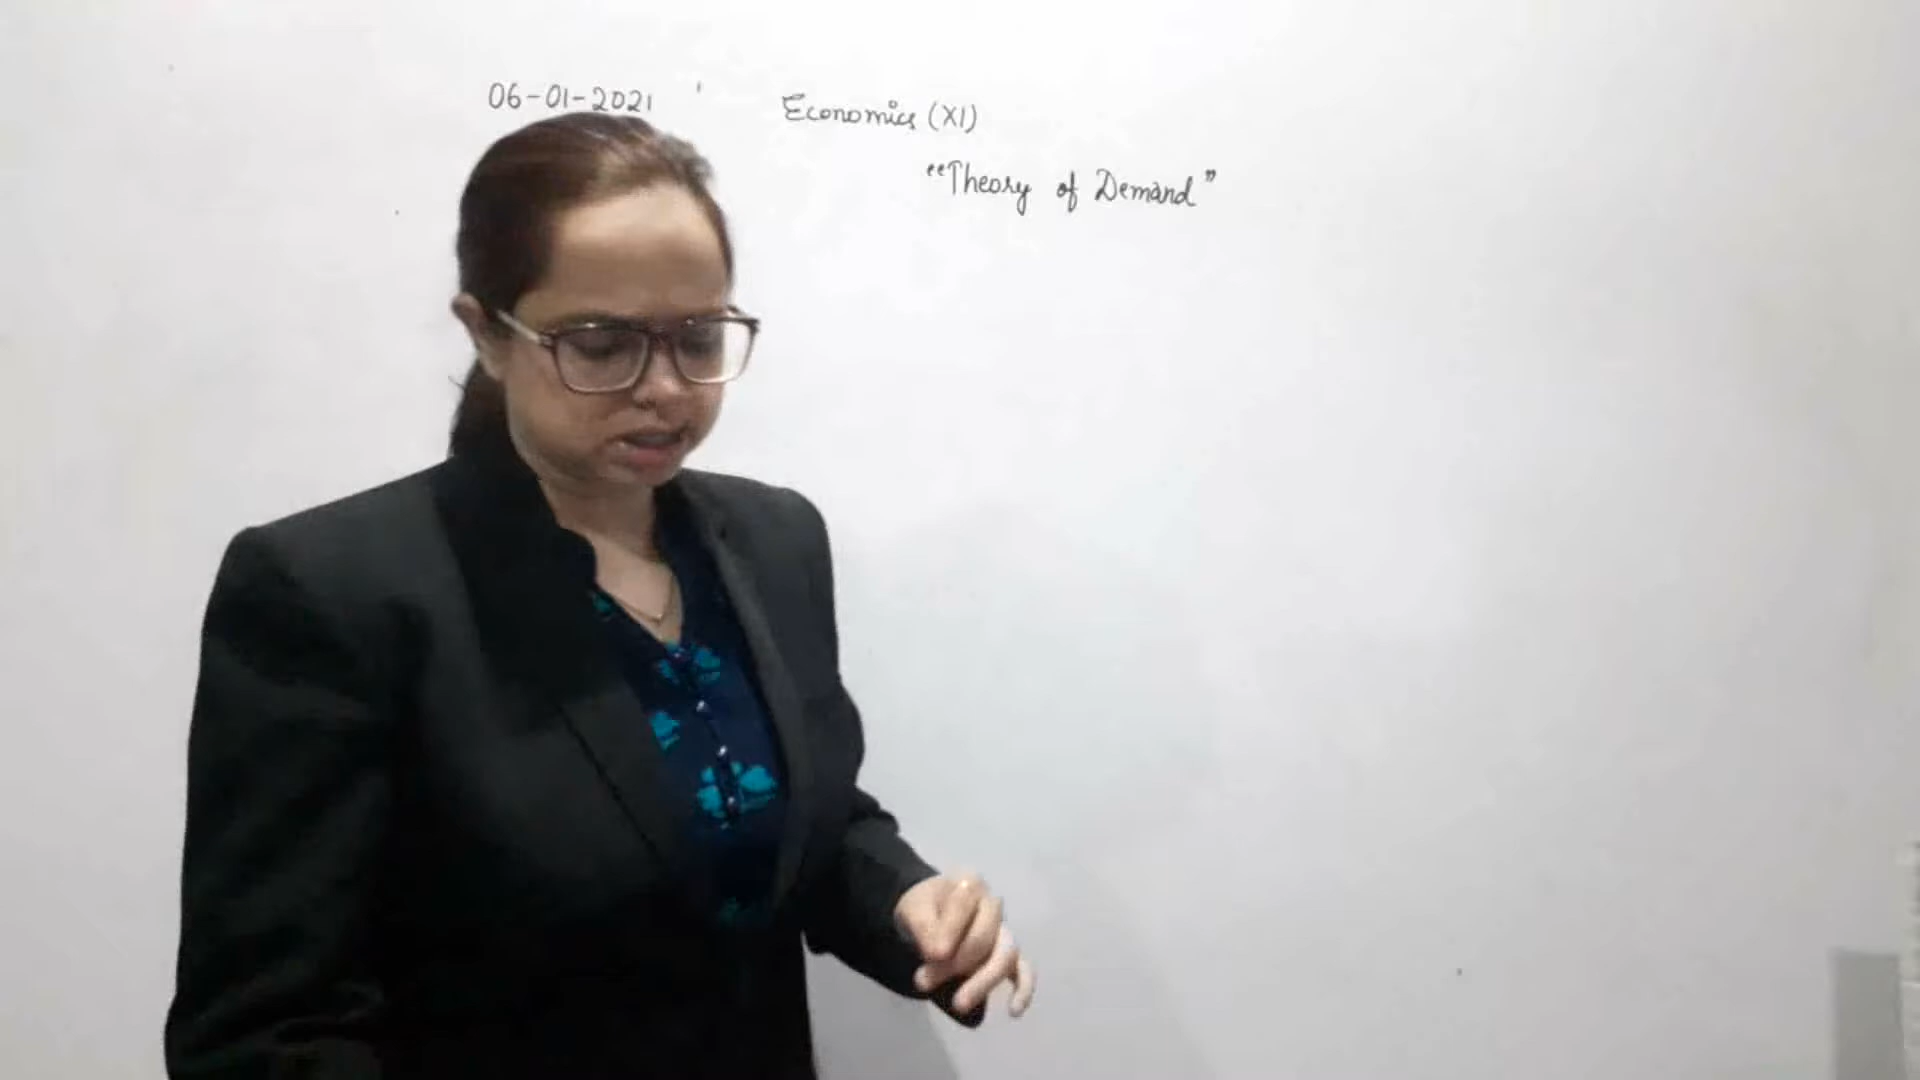 06-01-2021
Economics (XI)
"Theory of Demand"